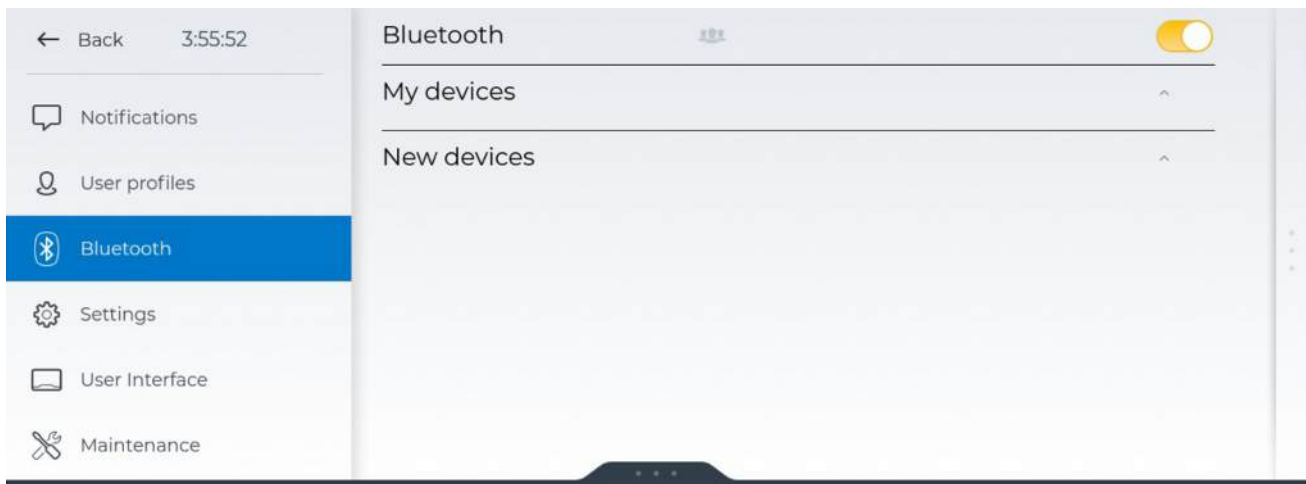 Back 3:55:52
Notifications
User profiles
Bluetooth
Settings
User Interface
Maintenance
Bluetooth
My devices
New devices